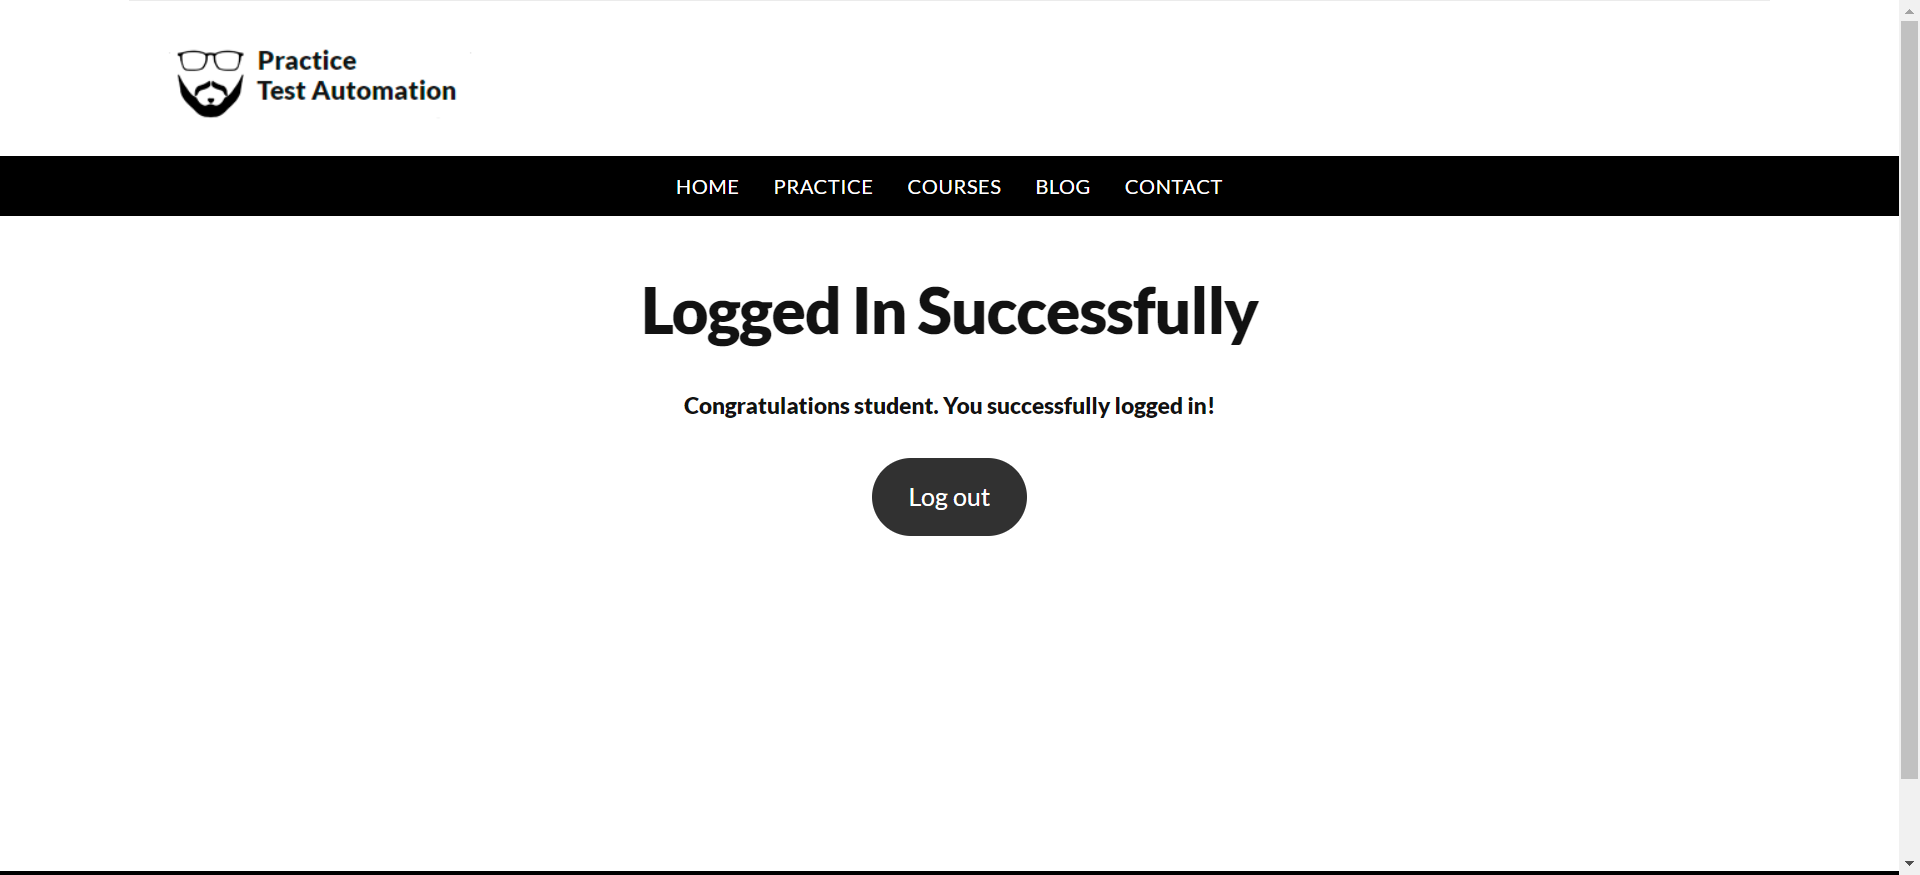 Practice
Test Automation
HOME PRACTICE COURSES BLOG CONTACT
Logged In Successfully
Congratulations student. You successfully logged in!
Log out